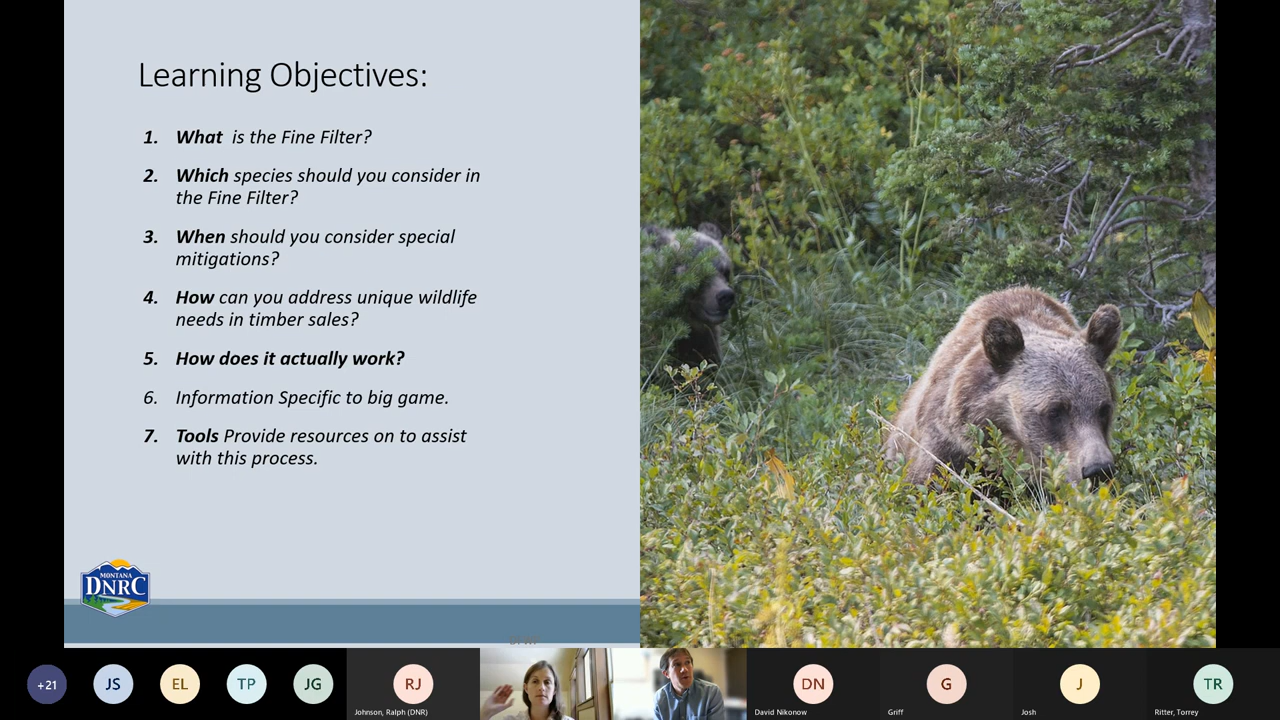 Learning Objectives:
1. What is the Fine Filter?
2. Which species should you consider in
the Fine Filter?
3. When should you consider special
mitigations?
4. How can you address unique wildlife
needs in timber sales?
5. How does it actually work?
6. Information Specific to big game.
7. Tools Provide resources on to assist
with this process.
MONTANA
DNRC
+21
JS
EL
TP
JG
RJ
Johnson, Ralph (DNR)
DN
David Nikonow
G
Griff
J
Josh
TR
Ritter, Torrey